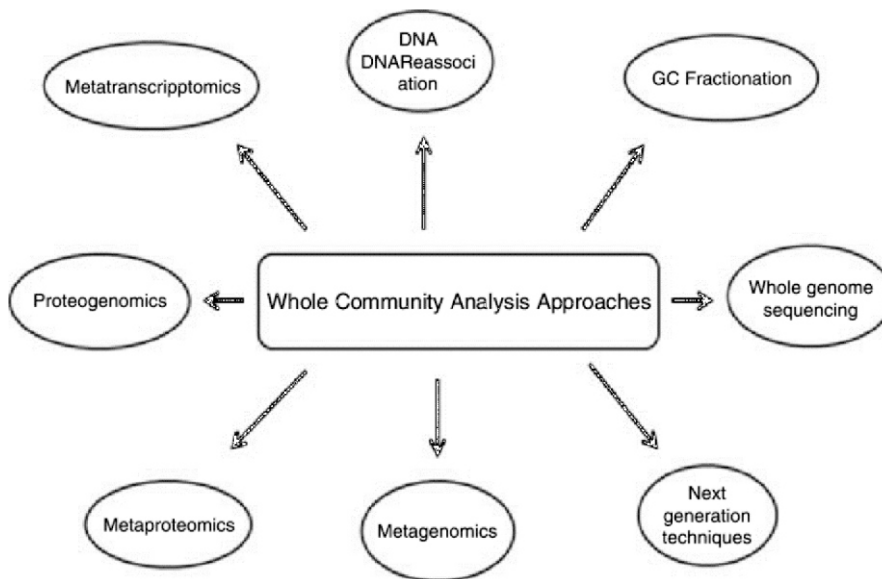 DNA
DNAReassoci
ation
Metatranscripptomics
GC Fractionation
Proteogenomics
Whole Community Analysis Approaches
Whole genome
sequencing
Metaproteomics
Metagenomics
Next
generation
techniques